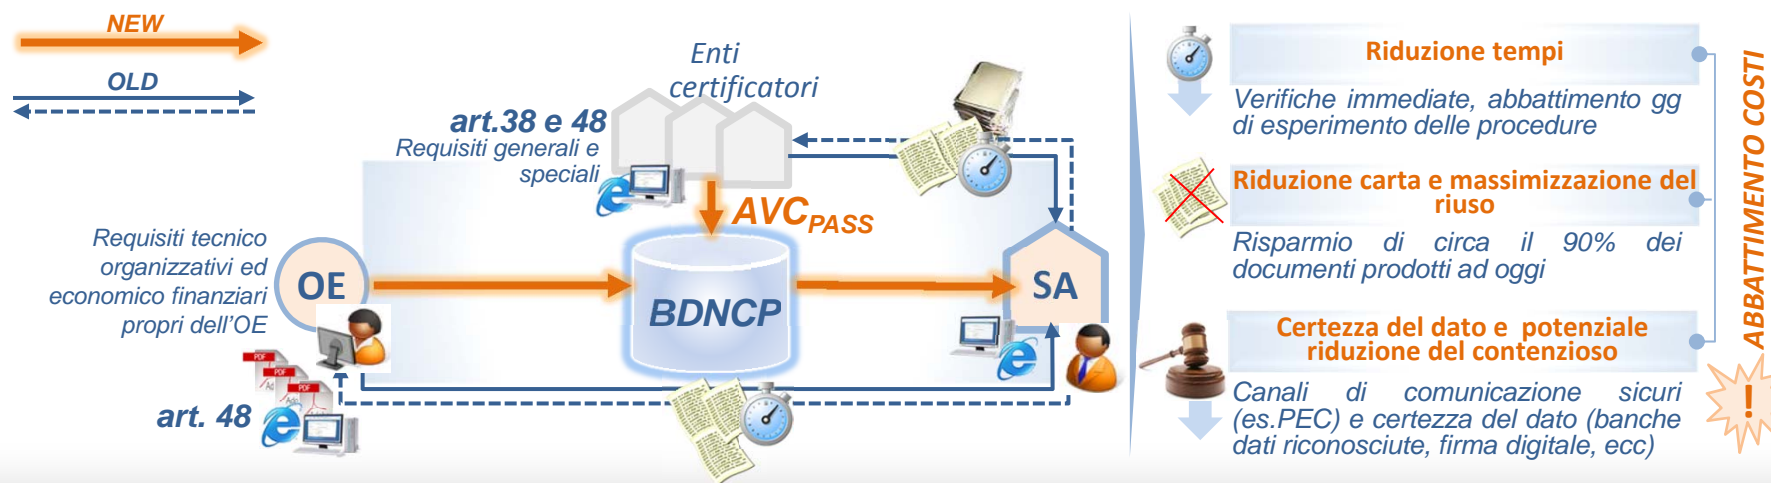 NEW
OLD
Enti
certificatori
art.38 e 48
Requisiti generali e
speciali
AVCPASS
Requisiti tecnico
organizzativi ed
economico finanziari
propri dell'OE
OE
BDNCP
SA
PDF
PDF
PDF
art. 48
Riduzione tempi
Verifiche immediate, abbattimento gg
di esperimento delle procedure
Riduzione carta e massimizzazione del
riuso
Risparmio di circa il 90% dei
documenti prodotti ad oggi
Certezza del dato e potenziale
riduzione del contenzioso
Canali di comunicazione sicuri
(es.PEC) e certezza del dato (banche
dati riconosciute, firma digitale, ecc)
ABBATTIMENTO COSTI
!